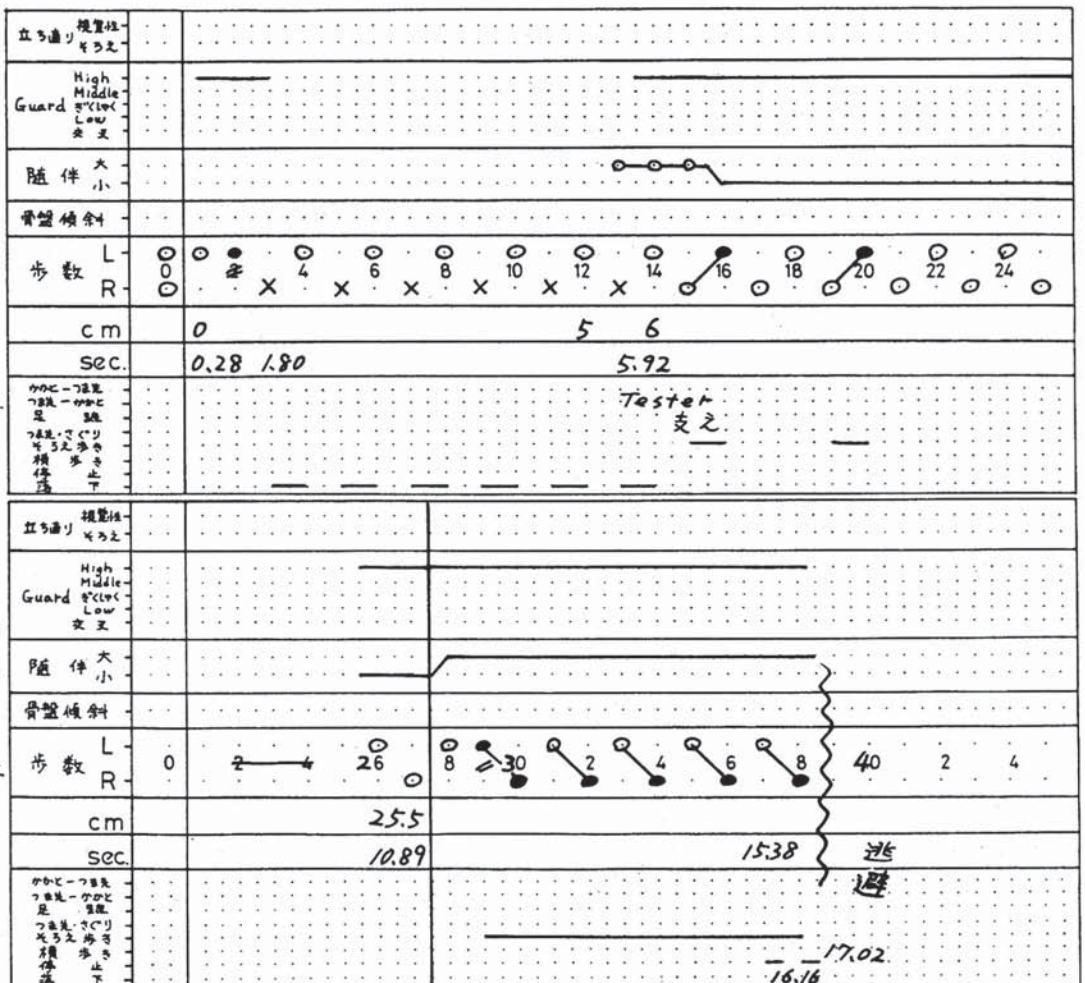 立ち直り 視覚性
そろえ
High
Middle
Guard ぎくしゃく
Low
交叉
随伴 大
小
骨盤傾斜
L
歩数 0 2 4 6 8 10 12 14 16 18 20 22 24
R
cm 0 5 6
sec. 0.28 1.80 5.92
かかと－つま先
つま先－かかと
足蹠
つま先・さぐり
そろえ歩き
横歩き
停止
落下
Tester
支え
立ち直り 視覚性
そろえ
High
Middle
Guard ぎくしゃく
Low
交叉
随伴 大
小
骨盤傾斜
L
歩数 0 2 4 26 8 30 2 4 6 8 40 2 4
R
cm 25.5
sec. 10.89 15.38 逃避
かかと－つま先
つま先－かかと
足蹠
つま先・さぐり
そろえ歩き
横歩き 17.02
停止
落下 16.16